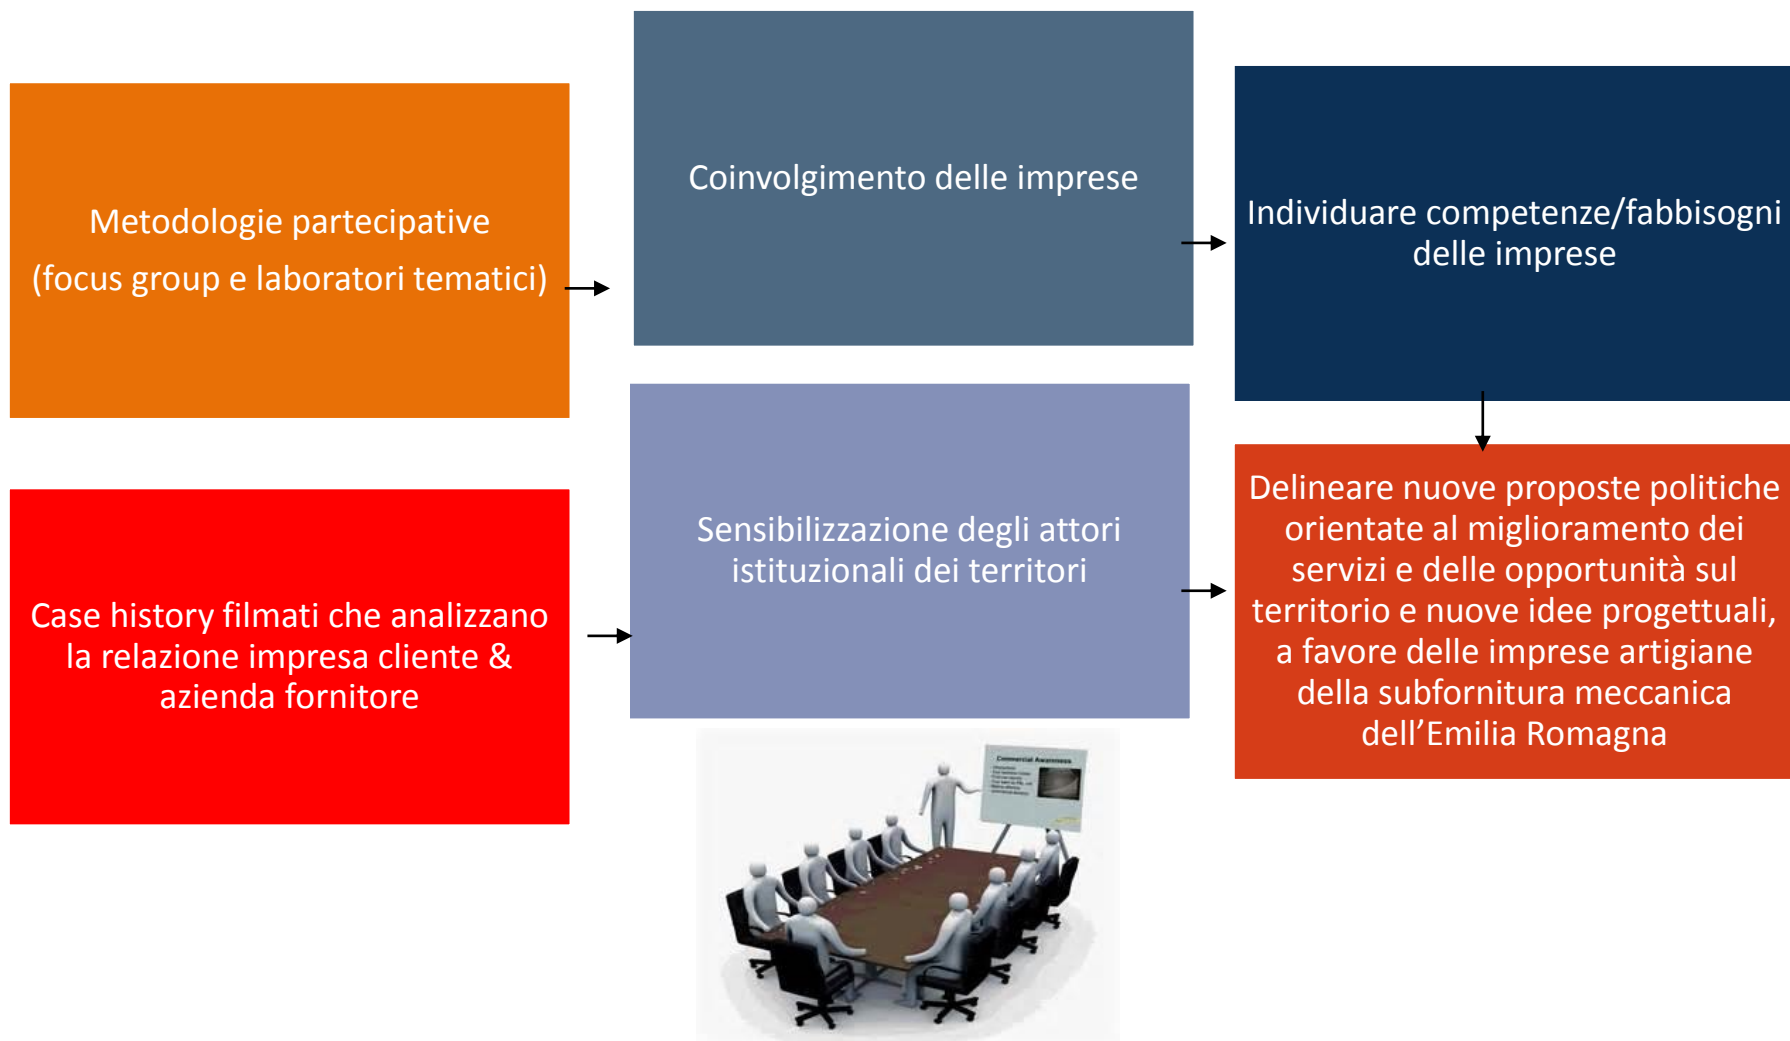 Metodologie partecipative
(focus group e laboratori tematici)
Coinvolgimento delle imprese
Individuare competenze/fabbisogni
delle imprese
Case history filmati che analizzano
la relazione impresa cliente &
azienda fornitore
Sensibilizzazione degli attori
istituzionali dei territori
Delineare nuove proposte politiche
orientate al miglioramento dei
servizi e delle opportunità sul
territorio e nuove idee progettuali,
a favore delle imprese artigiane
della subfornitura meccanica
dell’Emilia Romagna
Commercial Awareness